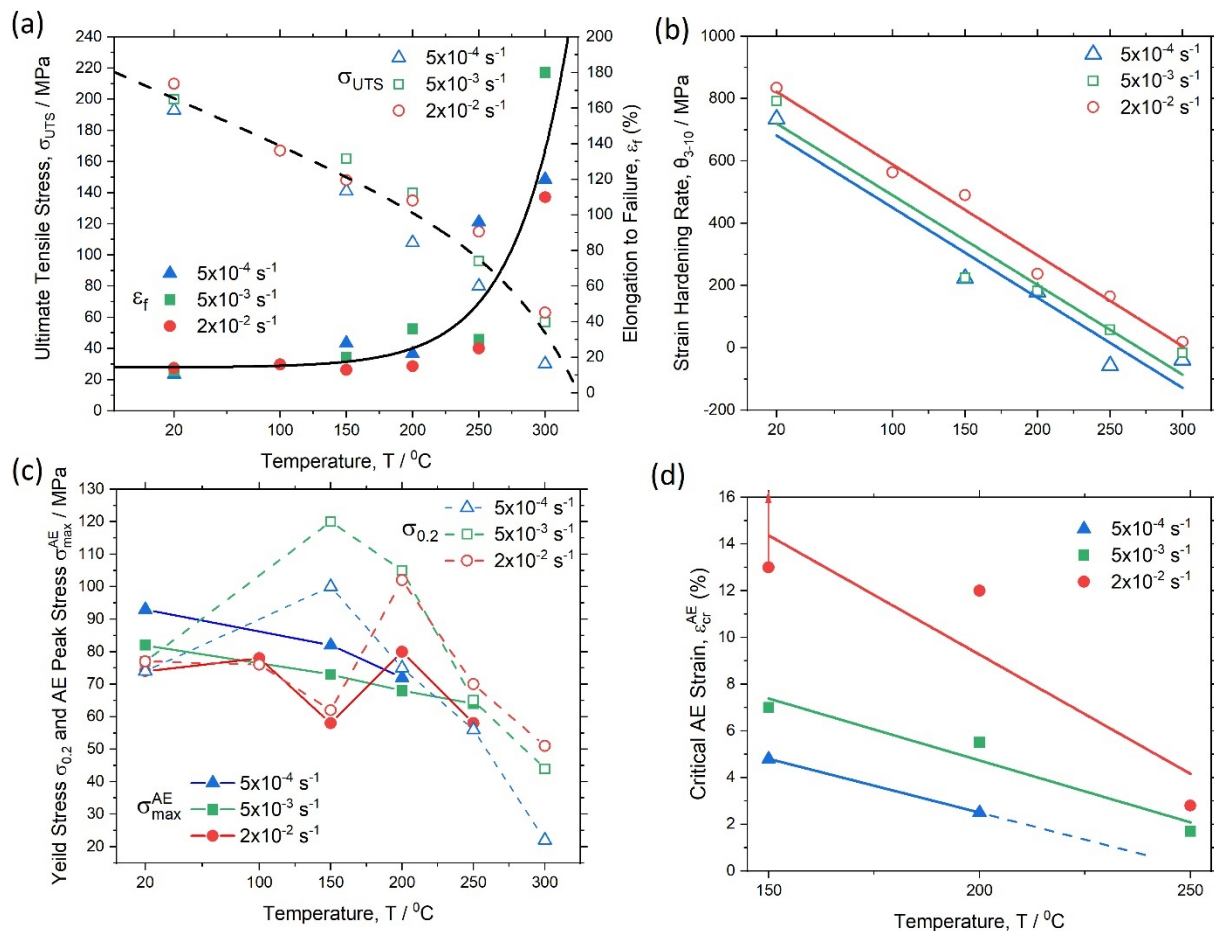 (a)
Ultimate Tensile Stress, σUTS / MPa
240
220
200
180
160
140
120
100
80
60
40
20
0
σUTS
5x10-4 s-1
5x10-3 s-1
2x10-2 s-1
εf
5x10-4 s-1
5x10-3 s-1
2x10-2 s-1
200
180
160
140
120
100
80
60
40
20
0
Elongation to Failure, εf (%)
20 100 150 200 250 300
Temperature, T / 0C
(b)
Strain Hardening Rate, θ3-10 / MPa
1000
800
600
400
200
0
-200
5x10-4 s-1
5x10-3 s-1
2x10-2 s-1
20 100 150 200 250 300
Temperature, T / 0C
(c)
Yeild Stress σ0.2 and AE Peak Stress σmaxAE / MPa
130
120
110
100
90
80
70
60
50
40
30
20
σ0.2
5x10-4 s-1
5x10-3 s-1
2x10-2 s-1
σmaxAE
5x10-4 s-1
5x10-3 s-1
2x10-2 s-1
20 100 150 200 250 300
Temperature, T / 0C
(d)
Critical AE Strain, εcrAE (%)
16
14
12
10
8
6
4
2
0
5x10-4 s-1
5x10-3 s-1
2x10-2 s-1
150 200 250
Temperature, T / 0C